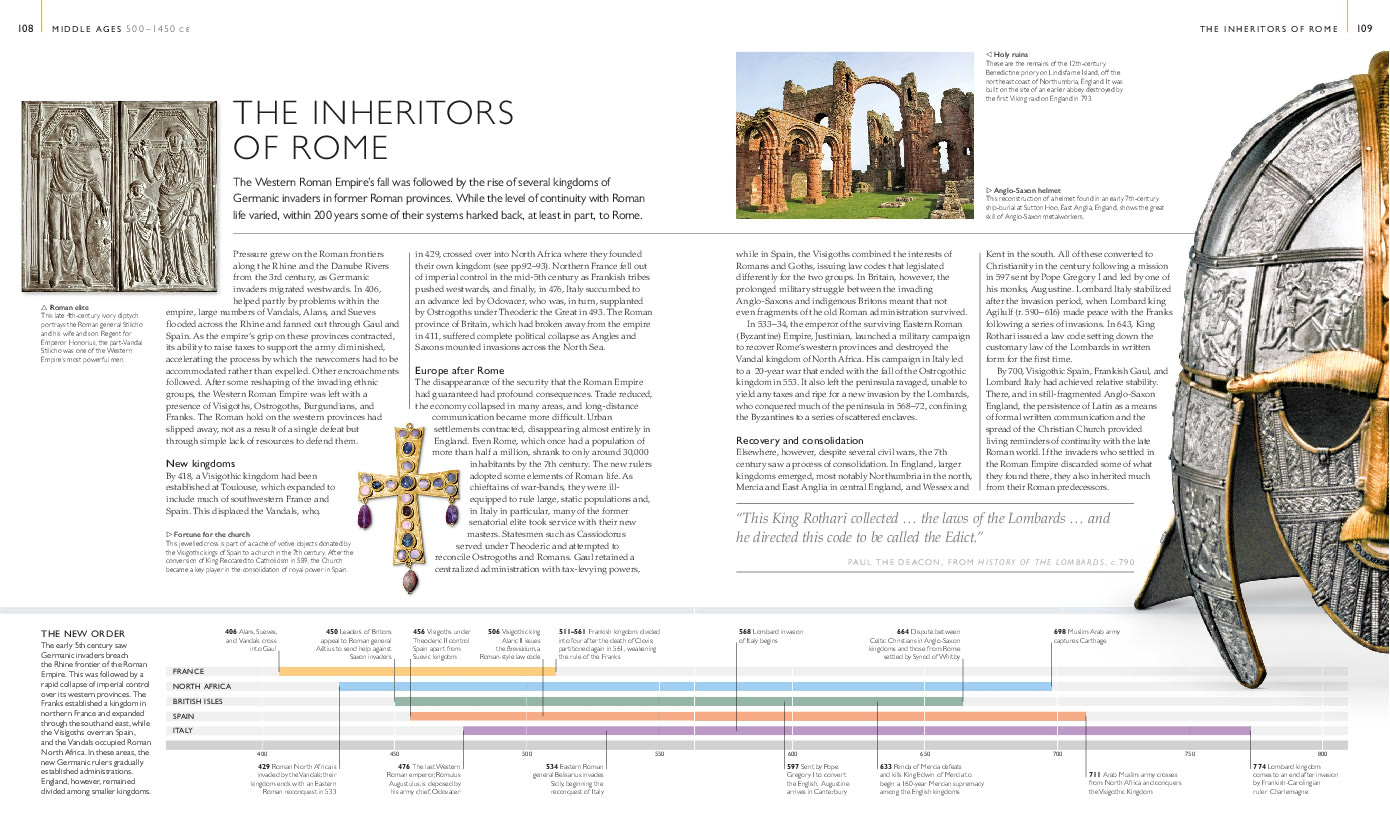 108 MIDDLE AGES 500–1450 CE
THE INHERITORS OF ROME 109
THE INHERITORS
OF ROME
The Western Roman Empire's fall was followed by the rise of several kingdoms of
Germanic invaders in former Roman provinces. While the level of continuity with Roman
life varied, within 200 years some of their systems harked back, at least in part, to Rome.
△ Roman elite
This late-4th-century ivory diptych
portrays the Roman general Stilicho
and his wife and son. Regent for
Emperor Honorius, the part-Vandal
Stilicho was one of the Western
Empire's most powerful men.
Pressure grew on the Roman frontiers
along the Rhine and the Danube Rivers
from the 3rd century, as Germanic
invaders migrated westwards. In 406,
helped partly by problems within the
empire, large numbers of Vandals, Alans, and Sueves
flooded across the Rhine and fanned out through Gaul and
Spain. As the empire's grip on these provinces contracted,
its ability to raise taxes to support the army diminished,
accelerating the process by which the newcomers had to be
accommodated rather than expelled. Other encroachments
followed. After some reshaping of the invading ethnic
groups, the Western Roman Empire was left with a
presence of Visigoths, Ostrogoths, Burgundians, and
Franks. The Roman hold on the western provinces had
slipped away, not as a result of a single defeat but
through simple lack of resources to defend them.
New kingdoms
By 418, a Visigothic kingdom had been
established at Toulouse, which expanded to
include much of southwestern France and
Spain. This displaced the Vandals, who,
▷ Fortune for the church
This jewelled cross is part of a cache of votive objects donated by
the Visigothic kings of Spain to a church in the 7th century. After the
conversion of King Reccared to Catholicism in 589, the Church
became a key player in the consolidation of royal power in Spain.
in 429, crossed over into North Africa where they founded
their own kingdom (see pp92–93). Northern France fell out
of imperial control in the mid-5th century as Frankish tribes
pushed westwards, and finally, in 476, Italy succumbed to
an advance led by Odovacer, who was, in turn, supplanted
by Ostrogoths under Theoderic the Great in 493. The Roman
province of Britain, which had broken away from the empire
in 411, suffered complete political collapse as Angles and
Saxons mounted invasions across the North Sea.
Europe after Rome
The disappearance of the security that the Roman Empire
had guaranteed had profound consequences. Trade reduced,
the economy collapsed in many areas, and long-distance
communication became more difficult. Urban
settlements contracted, disappearing almost entirely in
England. Even Rome, which once had a population of
more than half a million, shrank to only around 30,000
inhabitants by the 7th century. The new rulers
adopted some elements of Roman life. As
chieftains of war-bands, they were ill-
equipped to rule large, static populations and,
in Italy in particular, many of the former
senatorial elite took service with their new
masters. Statesmen such as Cassiodorus
served under Theoderic and attempted to
reconcile Ostrogoths and Romans. Gaul retained a
centralized administration with tax-levying powers,
◁ Holy ruins
These are the remains of the 12th-century
Benedictine priory on Lindisfarne Island, off the
northeast coast of Northumbria, England. It was
built on the site of an earlier abbey destroyed by
the first Viking raid on England in 793.
▷ Anglo-Saxon helmet
This reconstruction of a helmet found in an early 7th-century
ship-burial at Sutton Hoo, East Anglia, England, shows the great
skill of Anglo-Saxon metalworkers.
while in Spain, the Visigoths combined the interests of
Romans and Goths, issuing law codes that legislated
differently for the two groups. In Britain, however, the
prolonged military struggle between the invading
Anglo-Saxons and indigenous Britons meant that not
even fragments of the old Roman administration survived.
In 533–34, the emperor of the surviving Eastern Roman
(Byzantine) Empire, Justinian, launched a military campaign
to recover Rome's western provinces and destroyed the
Vandal kingdom of North Africa. His campaign in Italy led
to a 20-year war that ended with the fall of the Ostrogothic
kingdom in 553. It also left the peninsula ravaged, unable to
yield any taxes and ripe for a new invasion by the Lombards,
who conquered much of the peninsula in 568–72, confining
the Byzantines to a series of scattered enclaves.
Recovery and consolidation
Elsewhere, however, despite several civil wars, the 7th
century saw a process of consolidation. In England, larger
kingdoms emerged, most notably Northumbria in the north,
Mercia and East Anglia in central England, and Wessex and
Kent in the south. All of these converted to
Christianity in the century following a mission
in 597 sent by Pope Gregory I and led by one of
his monks, Augustine. Lombard Italy stabilized
after the invasion period, when Lombard king
Agilulf (r. 590–616) made peace with the Franks
following a series of invasions. In 643, King
Rothari issued a law code setting down the
customary law of the Lombards in written
form for the first time.
By 700, Visigothic Spain, Frankish Gaul, and
Lombard Italy had achieved relative stability.
There, and in still-fragmented Anglo-Saxon
England, the persistence of Latin as a means
of formal written communication and the
spread of the Christian Church provided
living reminders of continuity with the late
Roman world. If the invaders who settled in
the Roman Empire discarded some of what
they found there, they also inherited much
from their Roman predecessors.
“This King Rothari collected … the laws of the Lombards … and
he directed this code to be called the Edict.”
PAUL THE DEACON, FROM HISTORY OF THE LOMBARDS, c.790
THE NEW ORDER
The early 5th century saw
Germanic invaders breach
the Rhine frontier of the Roman
Empire. This was followed by a
rapid collapse of imperial control
over its western provinces. The
Franks established a kingdom in
northern France and expanded
through the south and east, while
the Visigoths overran Spain,
and the Vandals occupied Roman
North Africa. In these areas, the
new Germanic rulers gradually
established administrations.
England, however, remained
divided among smaller kingdoms.
406 Alans, Sueves,
and Vandals cross
into Gaul
450 Leaders of Britons
appeal to Roman general
Aëtius to send help against
Saxon invaders
456 Visigoths under
Theodoric II control
Spain apart from
Suevic kingdom
506 Visigothic king
Alaric II issues
the Breviarium, a
Roman-style law code
511–561 Frankish kingdom divided
into four after the death of Clovis;
partitioned again in 561, weakening
the rule of the Franks
568 Lombard invasion
of Italy begins
664 Dispute between
Celtic Christians in Anglo-Saxon
kingdoms and those from Rome
settled by Synod of Whitby
698 Muslim Arab army
captures Carthage
FRANCE
NORTH AFRICA
BRITISH ISLES
SPAIN
ITALY
400 450 500 550 600 650 700 750 800
429 Roman North Africa is
invaded by the Vandals; their
kingdom ends with an Eastern
Roman reconquest in 533
476 The last Western
Roman emperor, Romulus
Augustulus, is deposed by
his army chief, Odovacer
534 Eastern Roman
general Belisarius invades
Sicily beginning the
reconquest of Italy
597 Sent by Pope
Gregory I to convert
the English, Augustine
arrives in Canterbury
633 Penda of Mercia defeats
and kills King Edwin of Mercia to
begin a 160-year Mercian supremacy
among the English kingdoms
711 Arab Muslim army crosses
from North Africa and conquers
the Visigothic Kingdom
774 Lombard kingdom
comes to an end after invasion
by Frankish-Carolingian
ruler Charlemagne